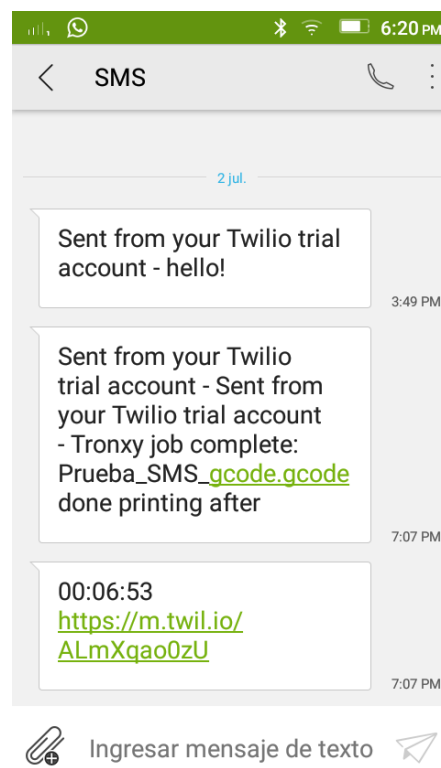 6:20 PM
SMS
2 jul.
Sent from your Twilio trial
account - hello!
3:49 PM
Sent from your Twilio
trial account - Sent from
your Twilio trial account
- Tronxy job complete:
Prueba_SMS_gcode.gcode
done printing after
7:07 PM
00:06:53
https://m.twil.io/
ALmXqao0zU
7:07 PM
Ingresar mensaje de texto